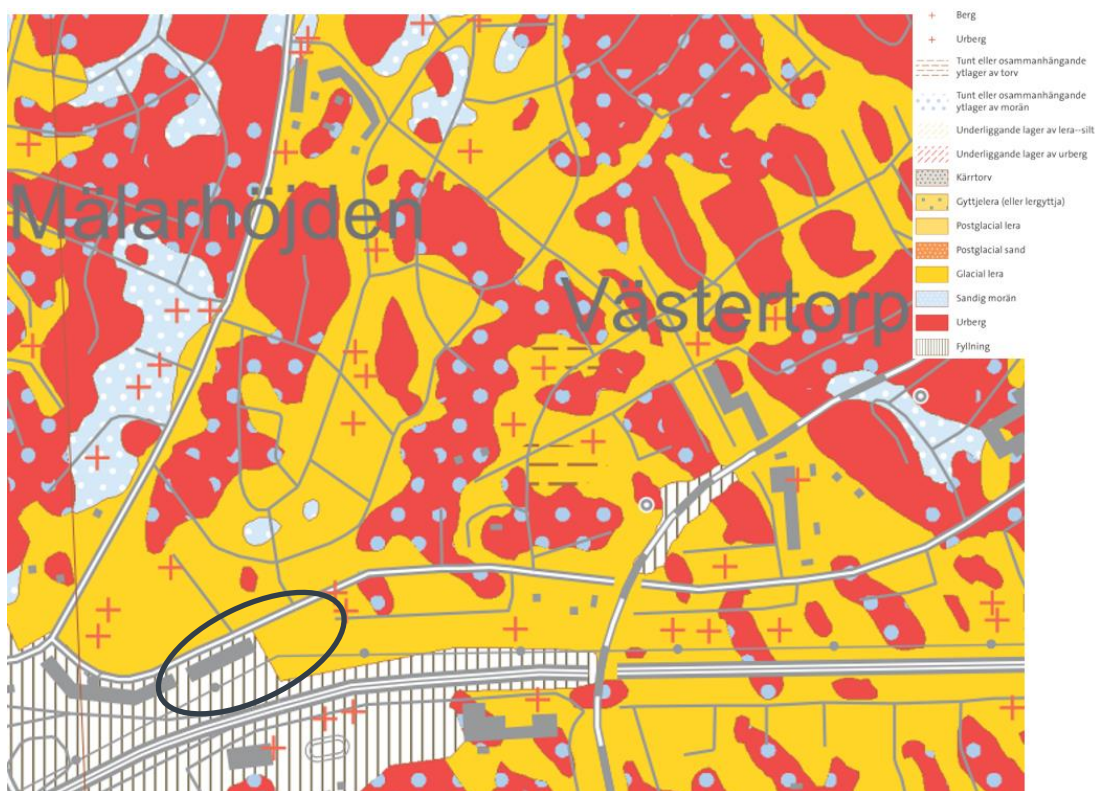 Berg
Urberg
Tunt eller osammanhängande
ytlager av torv
Tunt eller osammanhängande
ytlager av morän
Underliggande lager av lera--silt
Underliggande lager av urberg
Kärrtorv
Gyttjelera (eller lergyttja)
Postglacial lera
Postglacial sand
Glacial lera
Sandig morän
Urberg
Fyllning
Mälarhöjden
Västertorp